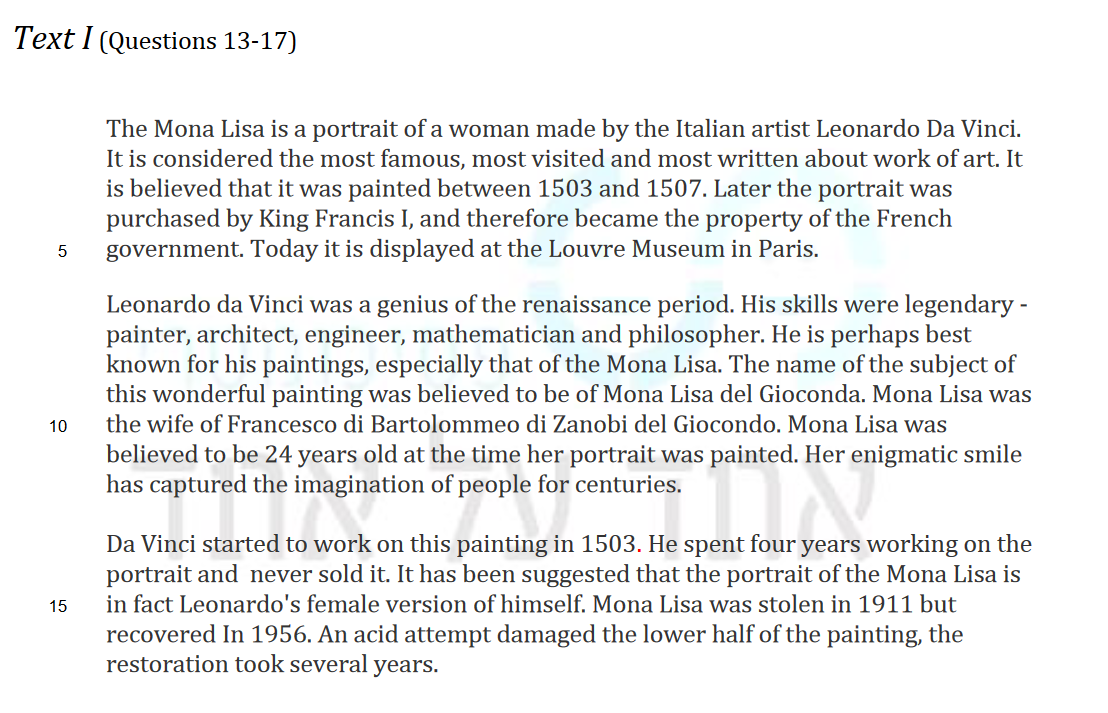 Text I (Questions 13-17)
The Mona Lisa is a portrait of a woman made by the Italian artist Leonardo Da Vinci.
It is considered the most famous, most visited and most written about work of art. It
is believed that it was painted between 1503 and 1507. Later the portrait was
purchased by King Francis I, and therefore became the property of the French
5 government. Today it is displayed at the Louvre Museum in Paris.
Leonardo da Vinci was a genius of the renaissance period. His skills were legendary -
painter, architect, engineer, mathematician and philosopher. He is perhaps best
known for his paintings, especially that of the Mona Lisa. The name of the subject of
this wonderful painting was believed to be of Mona Lisa del Gioconda. Mona Lisa was
10 the wife of Francesco di Bartolommeo di Zanobi del Giocondo. Mona Lisa was
believed to be 24 years old at the time her portrait was painted. Her enigmatic smile
has captured the imagination of people for centuries.
אחד על אחד
Da Vinci started to work on this painting in 1503. He spent four years working on the
portrait and  never sold it. It has been suggested that the portrait of the Mona Lisa is
15 in fact Leonardo's female version of himself. Mona Lisa was stolen in 1911 but
recovered In 1956. An acid attempt damaged the lower half of the painting, the
restoration took several years.